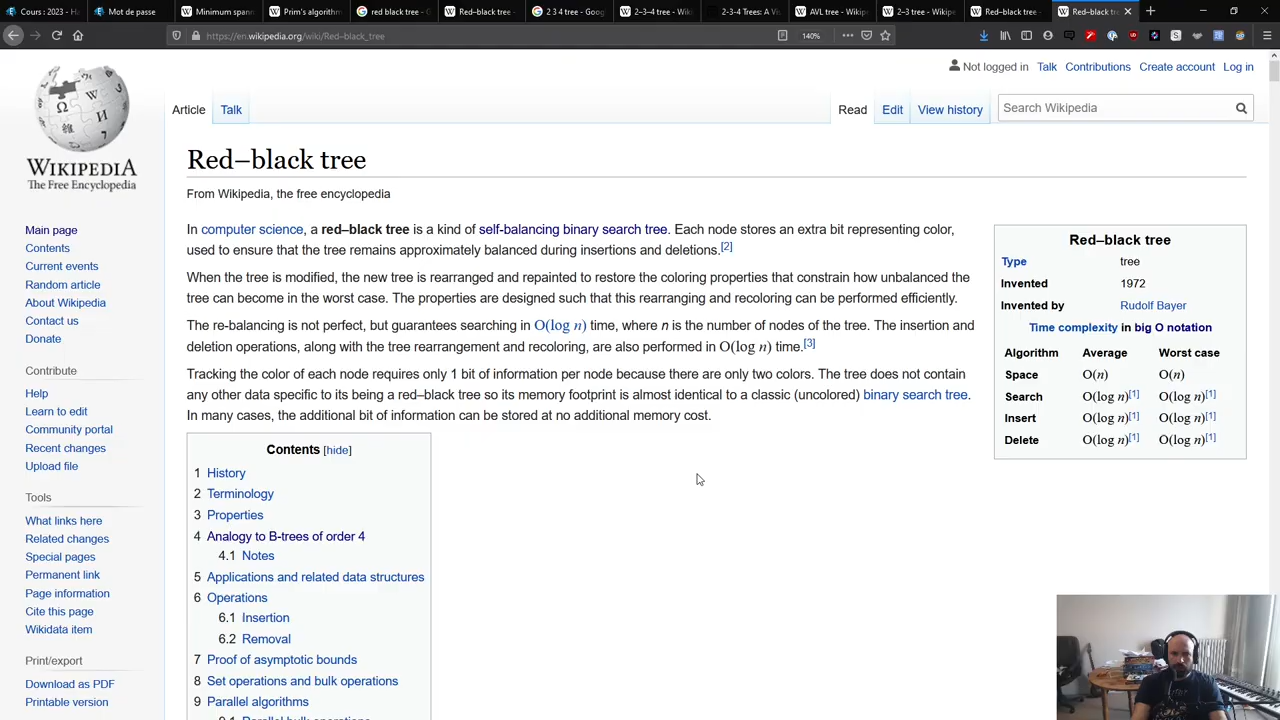 Cours : 2023 - He
Mot de passe
Minimum spann
Prim's algorithm
red black tree - G
Red–black tree -
2 3 4 tree - Goog
2–3–4 tree - Wiki
2-3-4 Trees: A Vis
AVL tree - Wikipe
2–3 tree - Wikipe
Red–black tree -
Red–black tre
https://en.wikipedia.org/wiki/Red–black_tree
140%
Not logged in Talk Contributions Create account Log in
Article Talk
Read Edit View history
Search Wikipedia
WIKIPEDIA
The Free Encyclopedia
Main page
Contents
Current events
Random article
About Wikipedia
Contact us
Donate
Contribute
Help
Learn to edit
Community portal
Recent changes
Upload file
Tools
What links here
Related changes
Special pages
Permanent link
Page information
Cite this page
Wikidata item
Print/export
Download as PDF
Printable version
Red–black tree
From Wikipedia, the free encyclopedia
In computer science, a red–black tree is a kind of self-balancing binary search tree. Each node stores an extra bit representing color,
used to ensure that the tree remains approximately balanced during insertions and deletions.[2]
When the tree is modified, the new tree is rearranged and repainted to restore the coloring properties that constrain how unbalanced the
tree can become in the worst case. The properties are designed such that this rearranging and recoloring can be performed efficiently.
The re-balancing is not perfect, but guarantees searching in O(log n) time, where n is the number of nodes of the tree. The insertion and
deletion operations, along with the tree rearrangement and recoloring, are also performed in O(log n) time.[3]
Tracking the color of each node requires only 1 bit of information per node because there are only two colors. The tree does not contain
any other data specific to its being a red–black tree so its memory footprint is almost identical to a classic (uncolored) binary search tree.
In many cases, the additional bit of information can be stored at no additional memory cost.
Red–black tree
Type tree
Invented 1972
Invented by Rudolf Bayer
Time complexity in big O notation
Algorithm Average Worst case
Space O(n) O(n)
Search O(log n)[1] O(log n)[1]
Insert O(log n)[1] O(log n)[1]
Delete O(log n)[1] O(log n)[1]
Contents [hide]
1 History
2 Terminology
3 Properties
4 Analogy to B-trees of order 4
4.1 Notes
5 Applications and related data structures
6 Operations
6.1 Insertion
6.2 Removal
7 Proof of asymptotic bounds
8 Set operations and bulk operations
9 Parallel algorithms
9.1 Parallel bulk operations